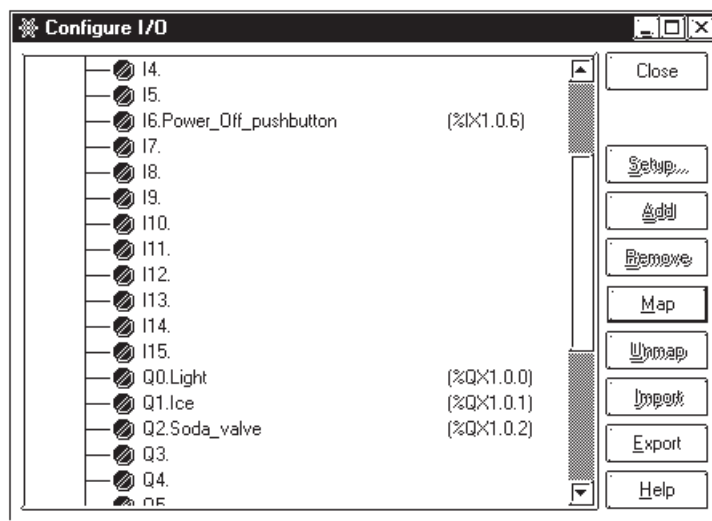 Configure I/O
I4.
I5.
I6.Power_Off_pushbutton (%IX1.0.6)
I7.
I8.
I9.
I10.
I11.
I12.
I13.
I14.
I15.
Q0.Light (%QX1.0.0)
Q1.Ice (%QX1.0.1)
Q2.Soda_valve (%QX1.0.2)
Q3.
Q4.
Q5.
Close
Setup...
Add
Remove
Map
Unmap
Import
Export
Help